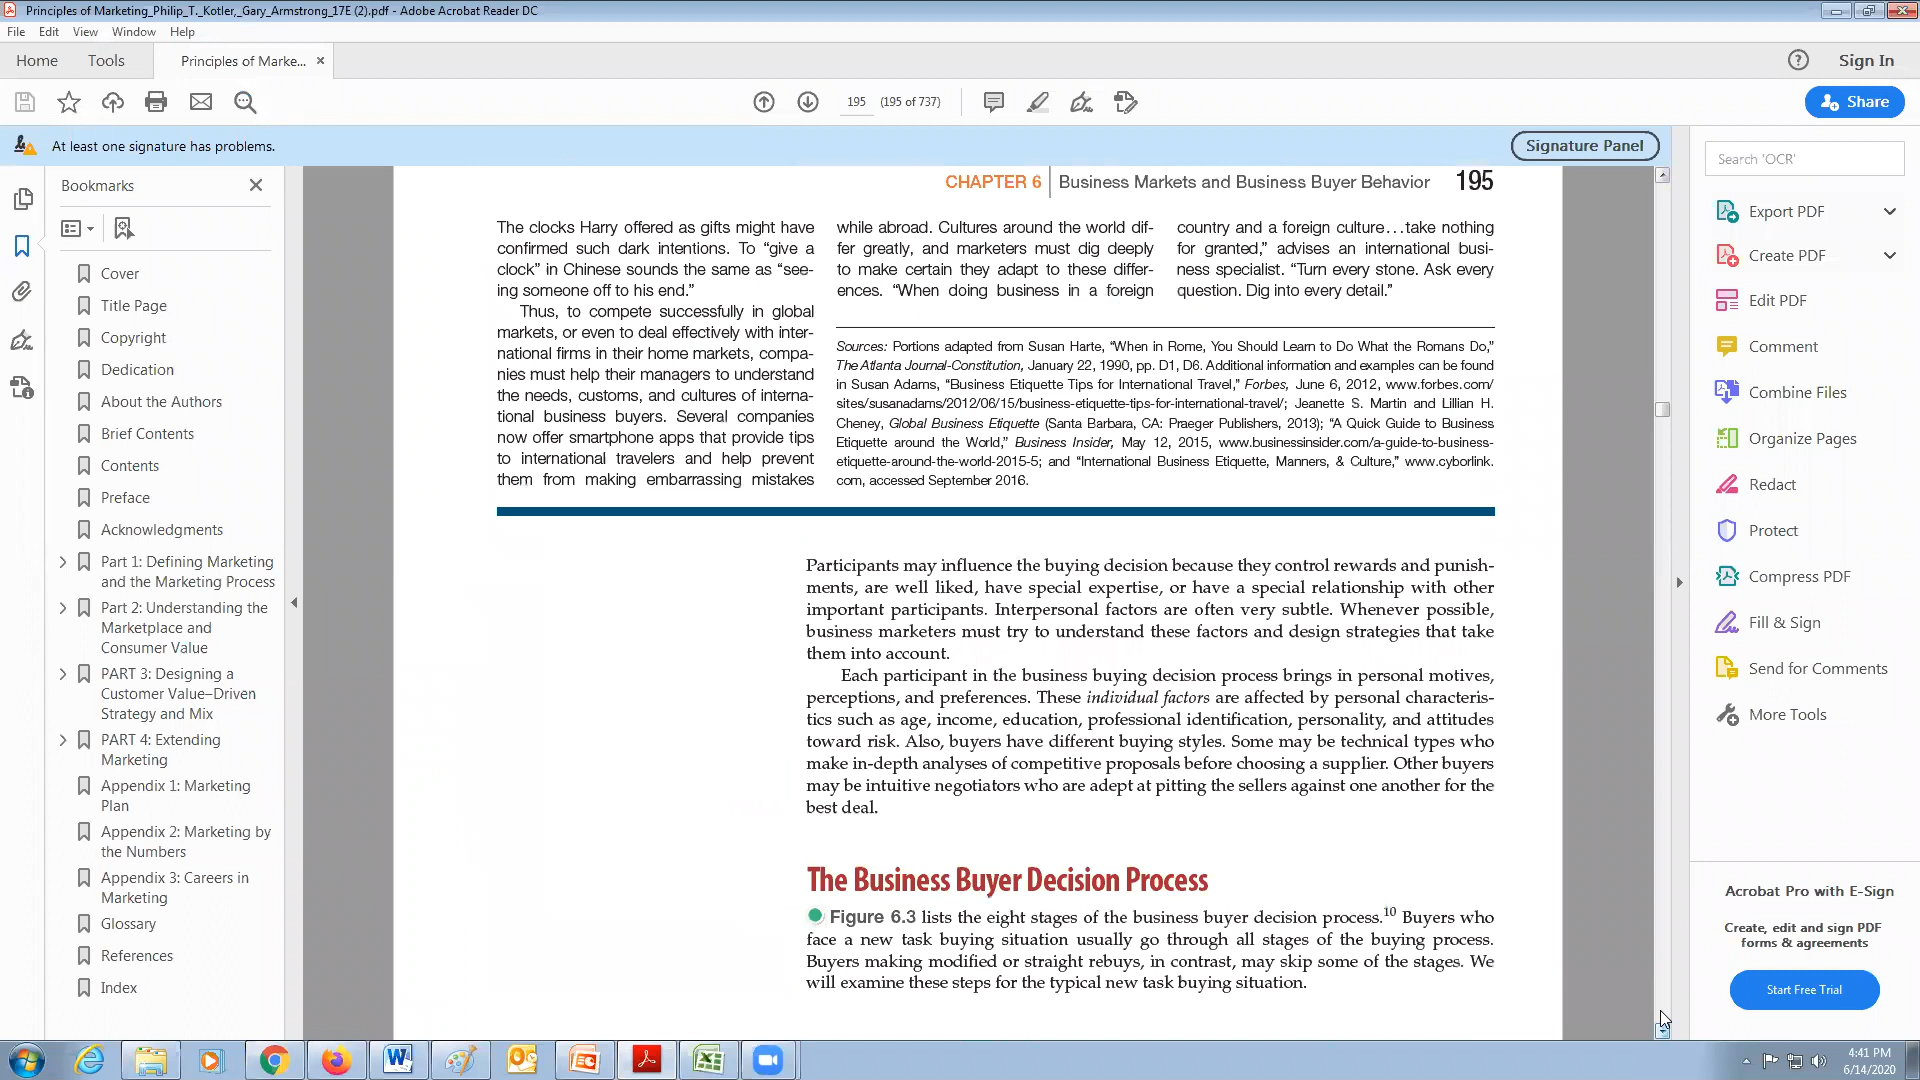 Principles of Marketing_Philip_T._Kotler,_Gary_Armstrong_17E (2).pdf - Adobe Acrobat Reader DC
File Edit View Window Help
Home Tools Principles of Marke... ×
Sign In
195 (195 of 737)
Share
At least one signature has problems.
Signature Panel
Bookmarks
Cover
Title Page
Copyright
Dedication
About the Authors
Brief Contents
Contents
Preface
Acknowledgments
Part 1: Defining Marketing
and the Marketing Process
Part 2: Understanding the
Marketplace and
Consumer Value
PART 3: Designing a
Customer Value–Driven
Strategy and Mix
PART 4: Extending
Marketing
Appendix 1: Marketing
Plan
Appendix 2: Marketing by
the Numbers
Appendix 3: Careers in
Marketing
Glossary
References
Index
CHAPTER 6 Business Markets and Business Buyer Behavior 195
The clocks Harry offered as gifts might have
confirmed such dark intentions. To “give a
clock” in Chinese sounds the same as “see-
ing someone off to his end.”
Thus, to compete successfully in global
markets, or even to deal effectively with inter-
national firms in their home markets, compa-
nies must help their managers to understand
the needs, customs, and cultures of interna-
tional business buyers. Several companies
now offer smartphone apps that provide tips
to international travelers and help prevent
them from making embarrassing mistakes
while abroad. Cultures around the world dif-
fer greatly, and marketers must dig deeply
to make certain they adapt to these differ-
ences. “When doing business in a foreign
country and a foreign culture…take nothing
for granted,” advises an international busi-
ness specialist. “Turn every stone. Ask every
question. Dig into every detail.”
Sources: Portions adapted from Susan Harte, “When in Rome, You Should Learn to Do What the Romans Do,”
The Atlanta Journal-Constitution, January 22, 1990, pp. D1, D6. Additional information and examples can be found
in Susan Adams, “Business Etiquette Tips for International Travel,” Forbes, June 6, 2012, www.forbes.com/
sites/susanadams/2012/06/15/business-etiquette-tips-for-international-travel/; Jeanette S. Martin and Lillian H.
Cheney, Global Business Etiquette (Santa Barbara, CA: Praeger Publishers, 2013); “A Quick Guide to Business
Etiquette around the World,” Business Insider, May 12, 2015, www.businessinsider.com/a-guide-to-business-
etiquette-around-the-world-2015-5; and “International Business Etiquette, Manners, & Culture,” www.cyborlink.
com, accessed September 2016.
Participants may influence the buying decision because they control rewards and punish-
ments, are well liked, have special expertise, or have a special relationship with other
important participants. Interpersonal factors are often very subtle. Whenever possible,
business marketers must try to understand these factors and design strategies that take
them into account.
Each participant in the business buying decision process brings in personal motives,
perceptions, and preferences. These individual factors are affected by personal characteris-
tics such as age, income, education, professional identification, personality, and attitudes
toward risk. Also, buyers have different buying styles. Some may be technical types who
make in-depth analyses of competitive proposals before choosing a supplier. Other buyers
may be intuitive negotiators who are adept at pitting the sellers against one another for the
best deal.
The Business Buyer Decision Process
Figure 6.3 lists the eight stages of the business buyer decision process.10 Buyers who
face a new task buying situation usually go through all stages of the buying process.
Buyers making modified or straight rebuys, in contrast, may skip some of the stages. We
will examine these steps for the typical new task buying situation.
Search 'OCR'
Export PDF
Create PDF
Edit PDF
Comment
Combine Files
Organize Pages
Redact
Protect
Compress PDF
Fill & Sign
Send for Comments
More Tools
Acrobat Pro with E-Sign
Create, edit and sign PDF
forms & agreements
Start Free Trial
4:41 PM
6/14/2020